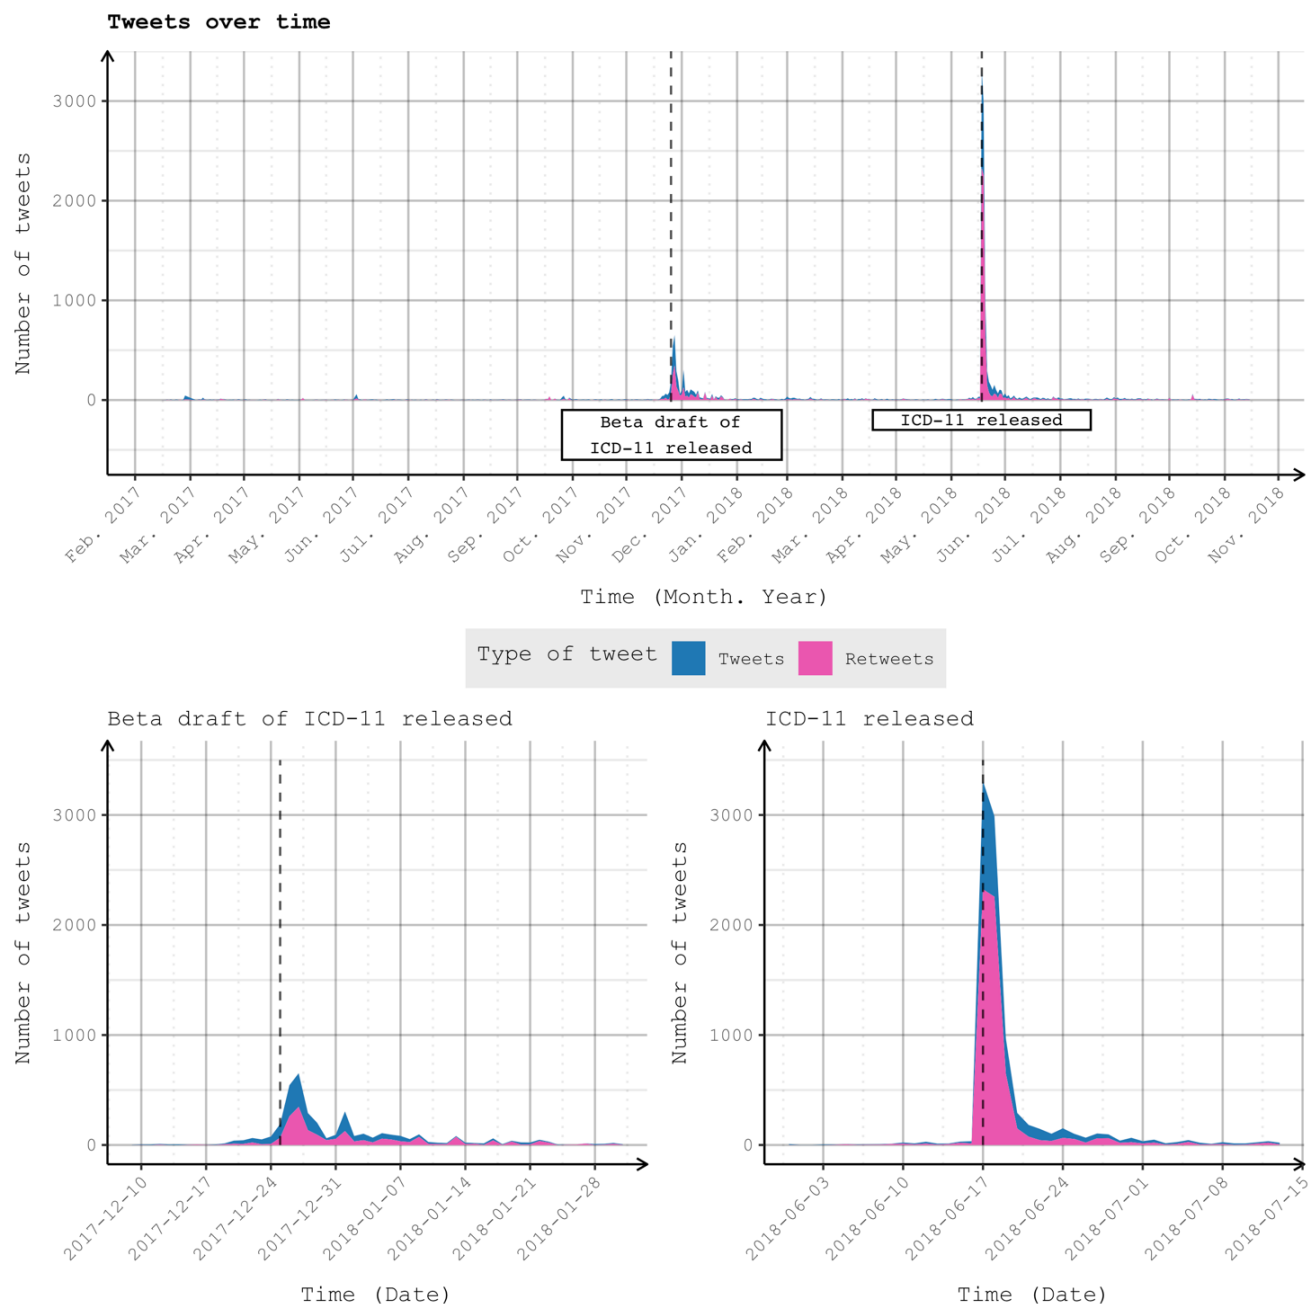 Tweets over time
Number of tweets
3000
2000
1000
0
Beta draft of
ICD-11 released
ICD-11 released
Feb. 2017
Mar. 2017
Apr. 2017
May. 2017
Jun. 2017
Jul. 2017
Aug. 2017
Sep. 2017
Oct. 2017
Nov. 2017
Dec. 2017
Jan. 2018
Feb. 2018
Mar. 2018
Apr. 2018
May. 2018
Jun. 2018
Jul. 2018
Aug. 2018
Sep. 2018
Oct. 2018
Nov. 2018
Time (Month. Year)
Type of tweet Tweets Retweets
Beta draft of ICD-11 released
Number of tweets
3000
2000
1000
0
2017-12-10
2017-12-17
2017-12-24
2017-12-31
2018-01-07
2018-01-14
2018-01-21
2018-01-28
Time (Date)
ICD-11 released
Number of tweets
3000
2000
1000
0
2018-06-03
2018-06-10
2018-06-17
2018-06-24
2018-07-01
2018-07-08
2018-07-15
Time (Date)